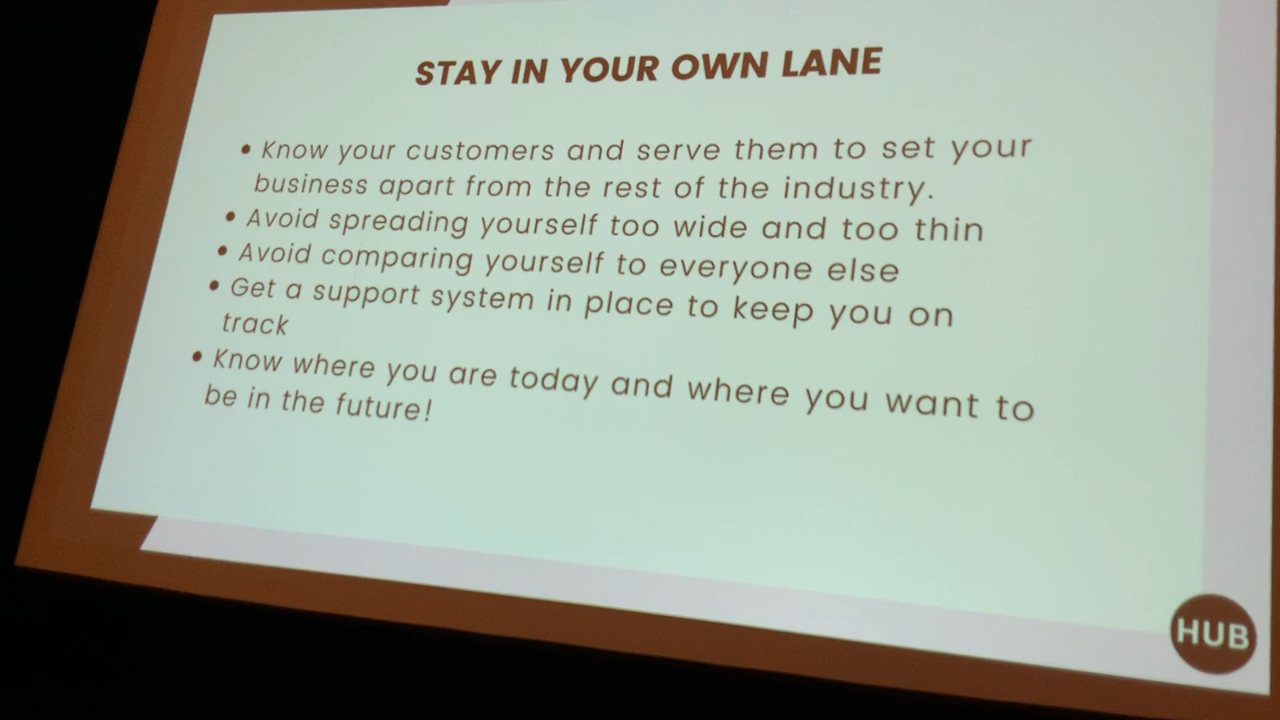 STAY IN YOUR OWN LANE
• Know your customers and serve them to set your
business apart from the rest of the industry.
• Avoid spreading yourself too wide and too thin
• Avoid comparing yourself to everyone else
• Get a support system in place to keep you on
track
• Know where you are today and where you want to
be in the future!
HUB